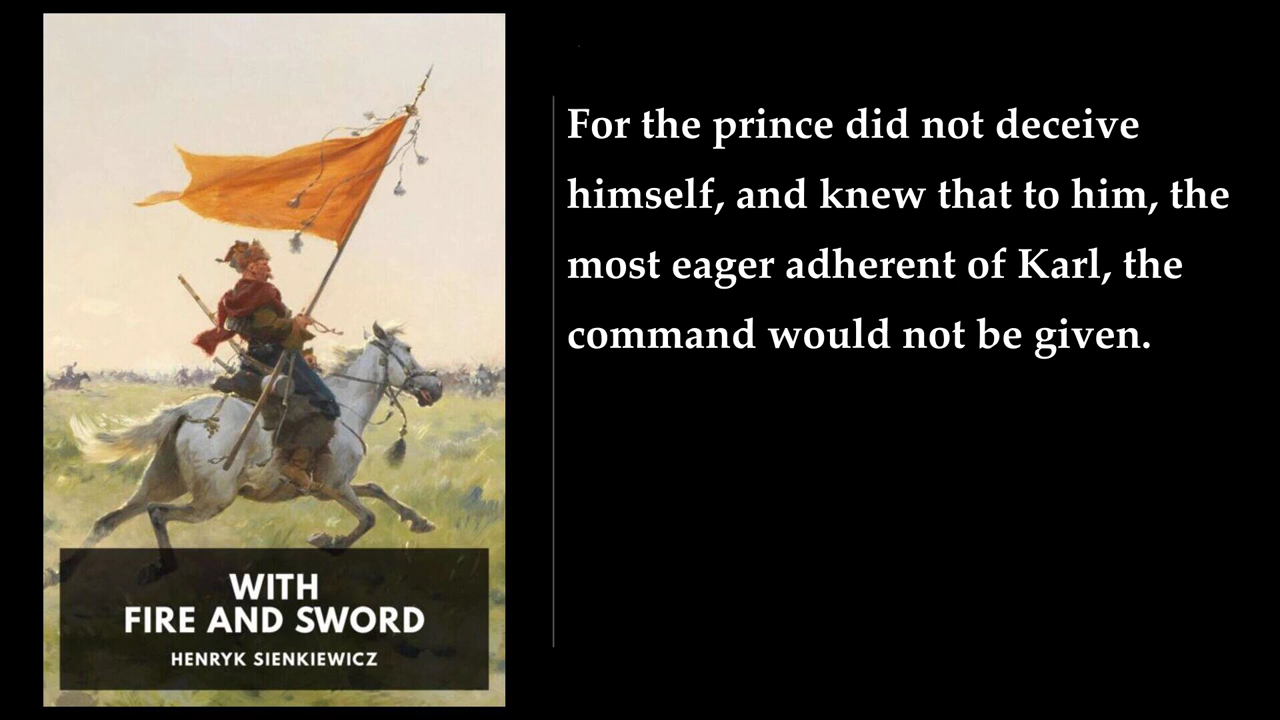 WITH
FIRE AND SWORD
HENRYK SIENKIEWICZ
For the prince did not deceive
himself, and knew that to him, the
most eager adherent of Karl, the
command would not be given.